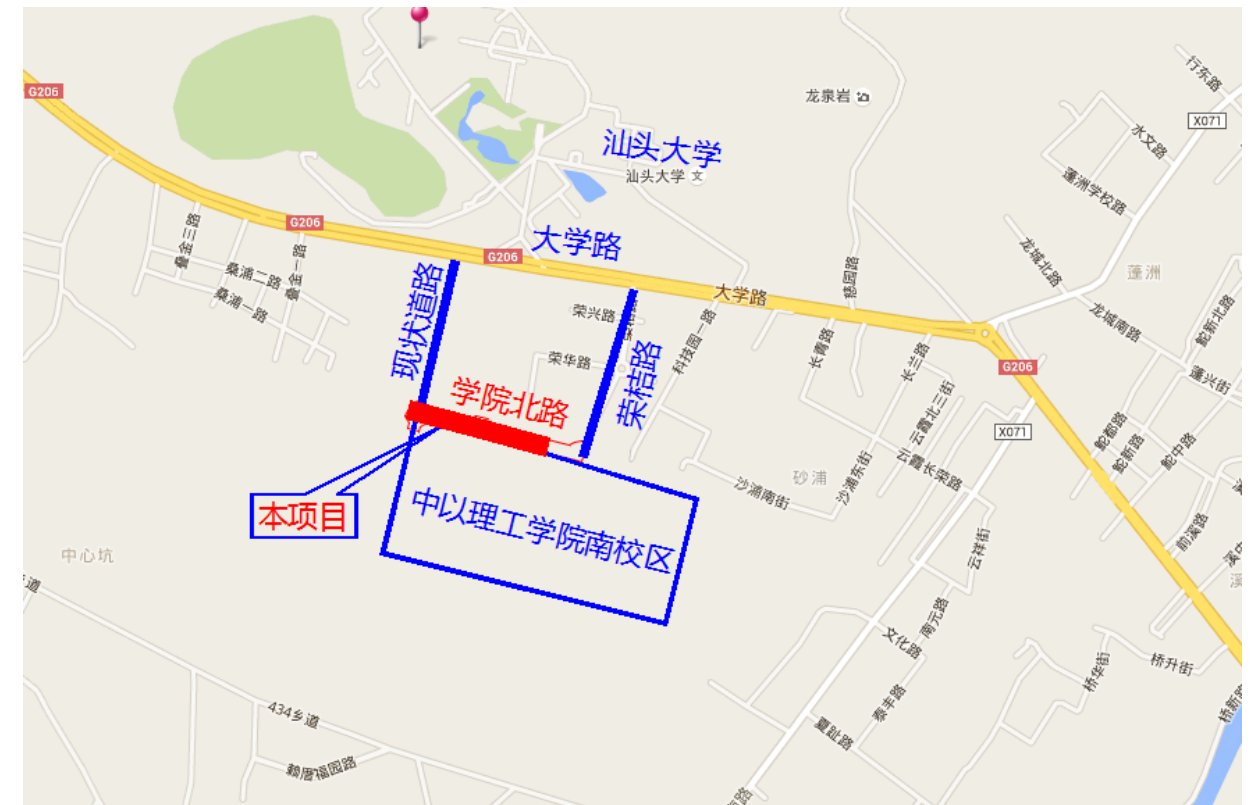 G206
龙泉岩
行东路
X071
水文路
汕头大学
汕头大学 文
蓬洲学校路
G206
大学路
G206
叠金三路
叠金一路
桑浦二路
桑浦一路
现状道路
大学路
慈园路
龙城北路
蓬洲
龙城南路
鮀新北路
荣兴路
科技园一路
长青路
长兰路
G206
蓬兴街
荣华路
荣桔路
学院北路
云霞北三街
X071
鮀都路
鮀新路
鮀中路
云霞长荣路
沙浦东街
砂浦
沙浦南街
本项目
中以理工学院南校区
中心坑
前溪路
云祥街
南元路
文化路
桥升街
桥华街
泰丰路
夏趾路
434乡道
赖厝福园路